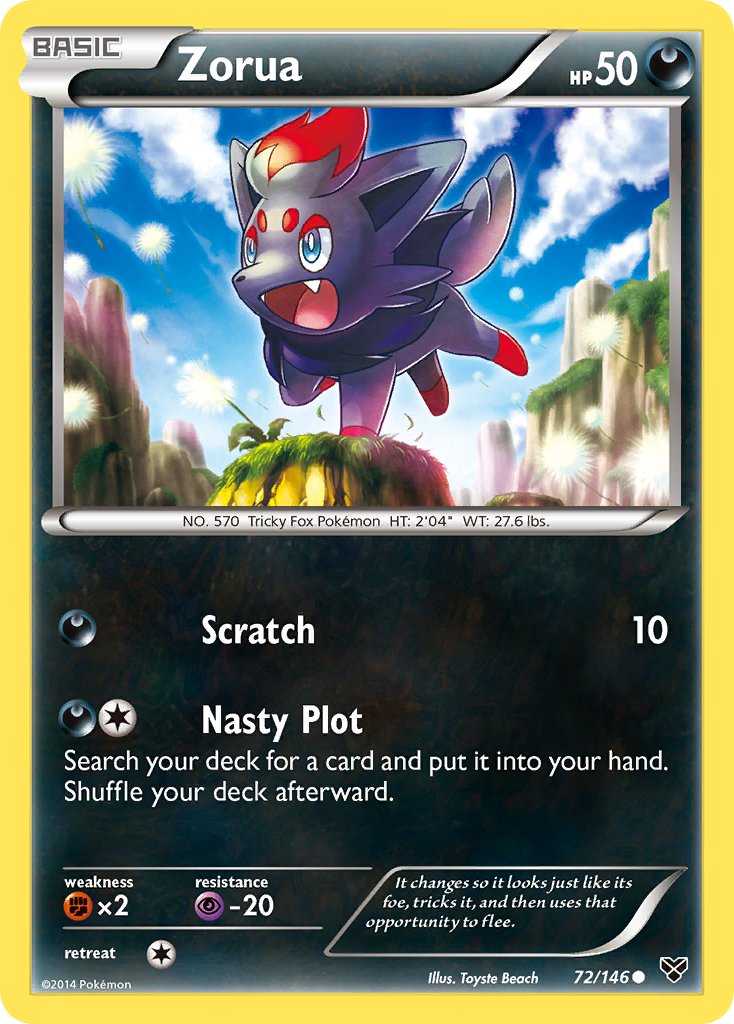 BASIC
Zorua
HP50
NO. 570 Tricky Fox Pokémon HT: 2'04" WT: 27.6 lbs.
Scratch 10
Nasty Plot
Search your deck for a card and put it into your hand.
Shuffle your deck afterward.
weakness resistance
×2 -20
It changes so it looks just like its
foe, tricks it, and then uses that
opportunity to flee.
retreat
©2014 Pokémon Illus. Toyste Beach 72/146